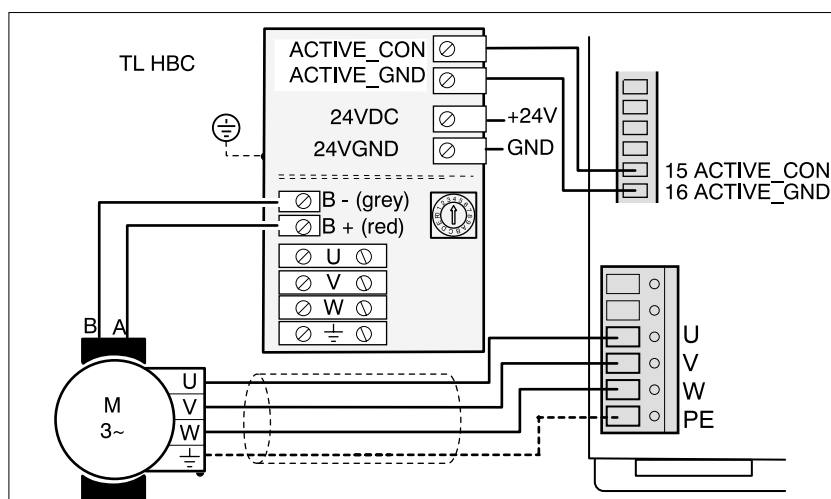 TL HBC
ACTIVE_CON
ACTIVE_GND
24VDC
+24V
24VGND
GND
15 ACTIVE_CON
16 ACTIVE_GND
B - (grey)
B + (red)
U
V
W
B A
M
3~
U
V
W
U
V
W
PE